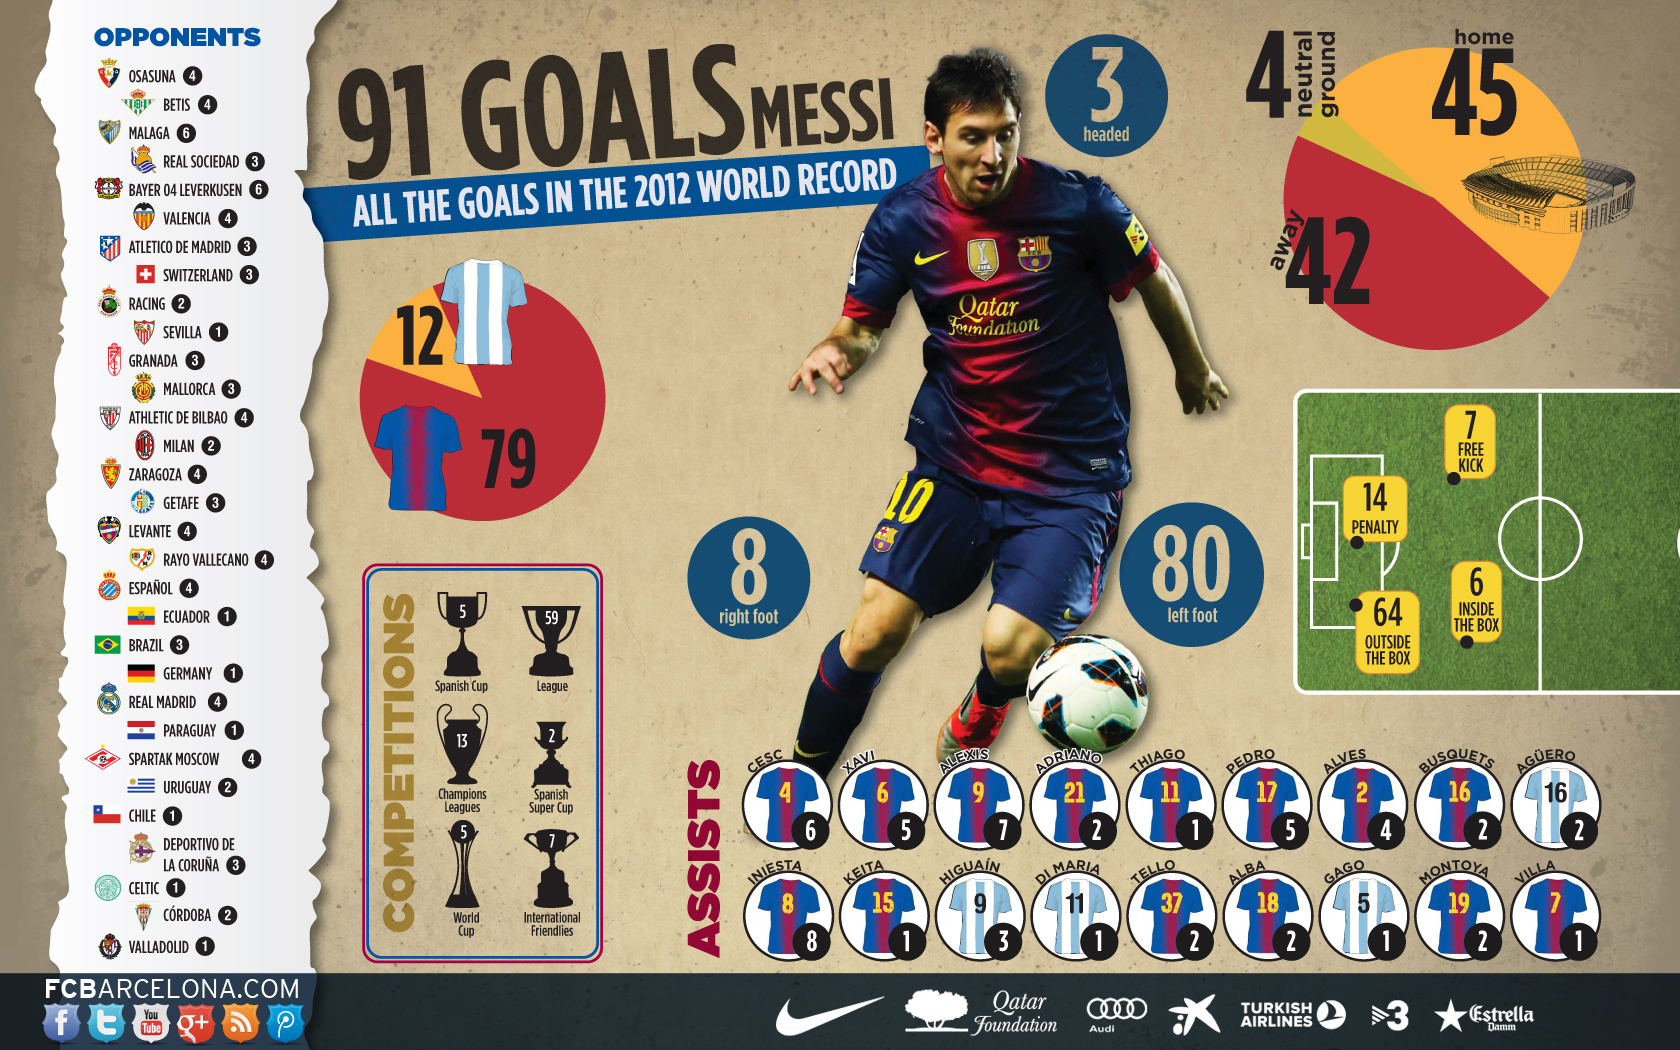 OPPONENTS
OSASUNA 4
BETIS 4
MALAGA 6
REAL SOCIEDAD 3
BAYER 04 LEVERKUSEN 6
VALENCIA 4
ATLETICO DE MADRID 3
SWITZERLAND 3
RACING 2
SEVILLA 1
GRANADA 3
MALLORCA 3
ATHLETIC DE BILBAO 4
MILAN 2
ZARAGOZA 4
GETAFE 3
LEVANTE 4
RAYO VALLECANO 4
ESPAÑOL 4
ECUADOR 1
BRAZIL 3
GERMANY 1
REAL MADRID 4
PARAGUAY 1
SPARTAK MOSCOW 4
URUGUAY 2
CHILE 1
DEPORTIVO DE
LA CORUÑA 3
CELTIC 1
CÓRDOBA 2
VALLADOLID 1
91 GOALS MESSI
ALL THE GOALS IN THE 2012 WORLD RECORD
12
79
3
headed
4
neutral
ground
home
45
away
42
FIFA
Qatar
Foundation
10
8
right foot
80
left foot
7
FREE
KICK
14
PENALTY
64
OUTSIDE
THE BOX
6
INSIDE
THE BOX
COMPETITIONS
5
Spanish Cup
59
League
13
Champions
Leagues
2
Spanish
Super Cup
5
World
Cup
7
International
Friendlies
ASSISTS
CESC 4 6
XAVI 6 5
ALEXIS 9 7
ADRIANO 21 2
THIAGO 11 1
PEDRO 17 5
ALVES 2 4
BUSQUETS 16 2
AGÜERO 16 2
INIESTA 8 8
KEITA 15 1
HIGUAÍN 9 3
DI MARIA 11 1
TELLO 37 2
ALBA 18 2
GAGO 5 1
MONTOYA 19 2
VILLA 7 1
FCBARCELONA.COM
f
t
You
Tube
g+
p
Qatar
Foundation
Audi
TURKISH
AIRLINES
3
Estrella
Damm